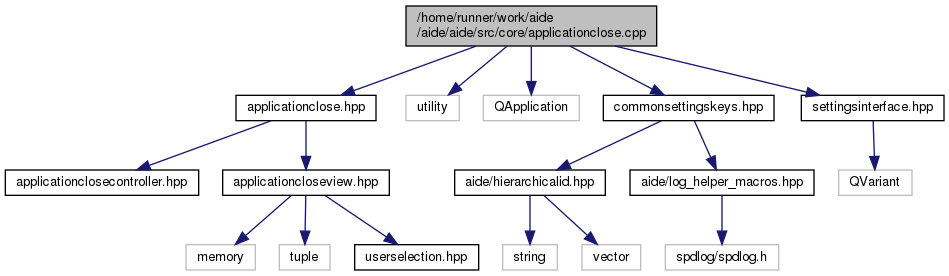 /home/runner/work/aide
/aide/aide/src/core/applicationclose.cpp
applicationclose.hpp
utility
QApplication
commonsettingskeys.hpp
settingsinterface.hpp
applicationclosecontroller.hpp
applicationcloseview.hpp
aide/hierarchicalid.hpp
aide/log_helper_macros.hpp
QVariant
memory
tuple
userselection.hpp
string
vector
spdlog/spdlog.h